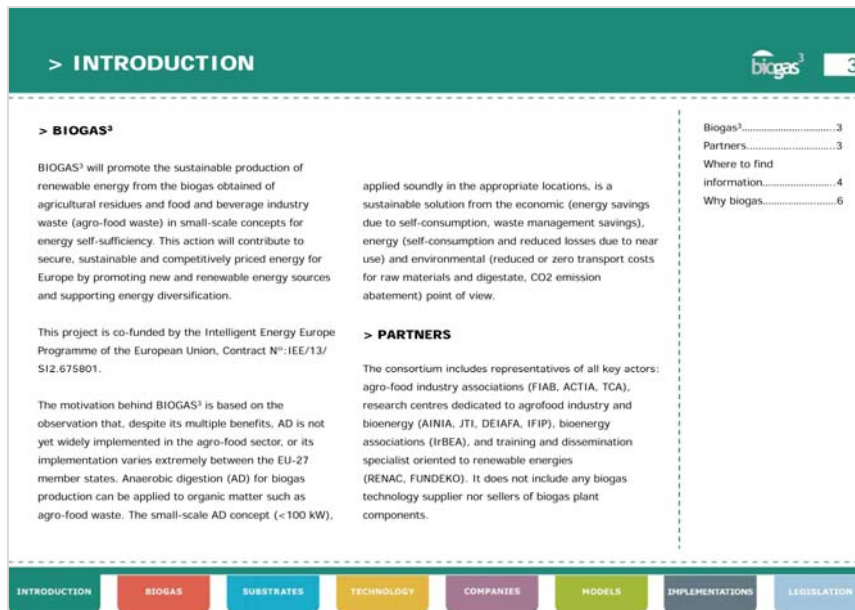 > INTRODUCTION
biogas³
3
> BIOGAS³
BIOGAS³ will promote the sustainable production of
renewable energy from the biogas obtained of
agricultural residues and food and beverage industry
waste (agro-food waste) in small-scale concepts for
energy self-sufficiency. This action will contribute to
secure, sustainable and competitively priced energy for
Europe by promoting new and renewable energy sources
and supporting energy diversification.
This project is co-funded by the Intelligent Energy Europe
Programme of the European Union, Contract Nº:IEE/13/
SI2.675801.
The motivation behind BIOGAS³ is based on the
observation that, despite its multiple benefits, AD is not
yet widely implemented in the agro-food sector, or its
implementation varies extremely between the EU-27
member states. Anaerobic digestion (AD) for biogas
production can be applied to organic matter such as
agro-food waste. The small-scale AD concept (<100 kW),
applied soundly in the appropriate locations, is a
sustainable solution from the economic (energy savings
due to self-consumption, waste management savings),
energy (self-consumption and reduced losses due to near
use) and environmental (reduced or zero transport costs
for raw materials and digestate, CO2 emission
abatement) point of view.
> PARTNERS
The consortium includes representatives of all key actors:
agro-food industry associations (FIAB, ACTIA, TCA),
research centres dedicated to agrofood industry and
bioenergy (AINIA, JTI, DEIAFA, IFIP), bioenergy
associations (IrBEA), and training and dissemination
specialist oriented to renewable energies
(RENAC, FUNDEKO). It does not include any biogas
technology supplier nor sellers of biogas plant
components.
Biogas³................................3
Partners...............................3
Where to find
information.........................4
Why biogas.........................6
INTRODUCTION
BIOGAS
SUBSTRATES
TECHNOLOGY
COMPANIES
MODELS
IMPLEMENTATIONS
LEGISLATION